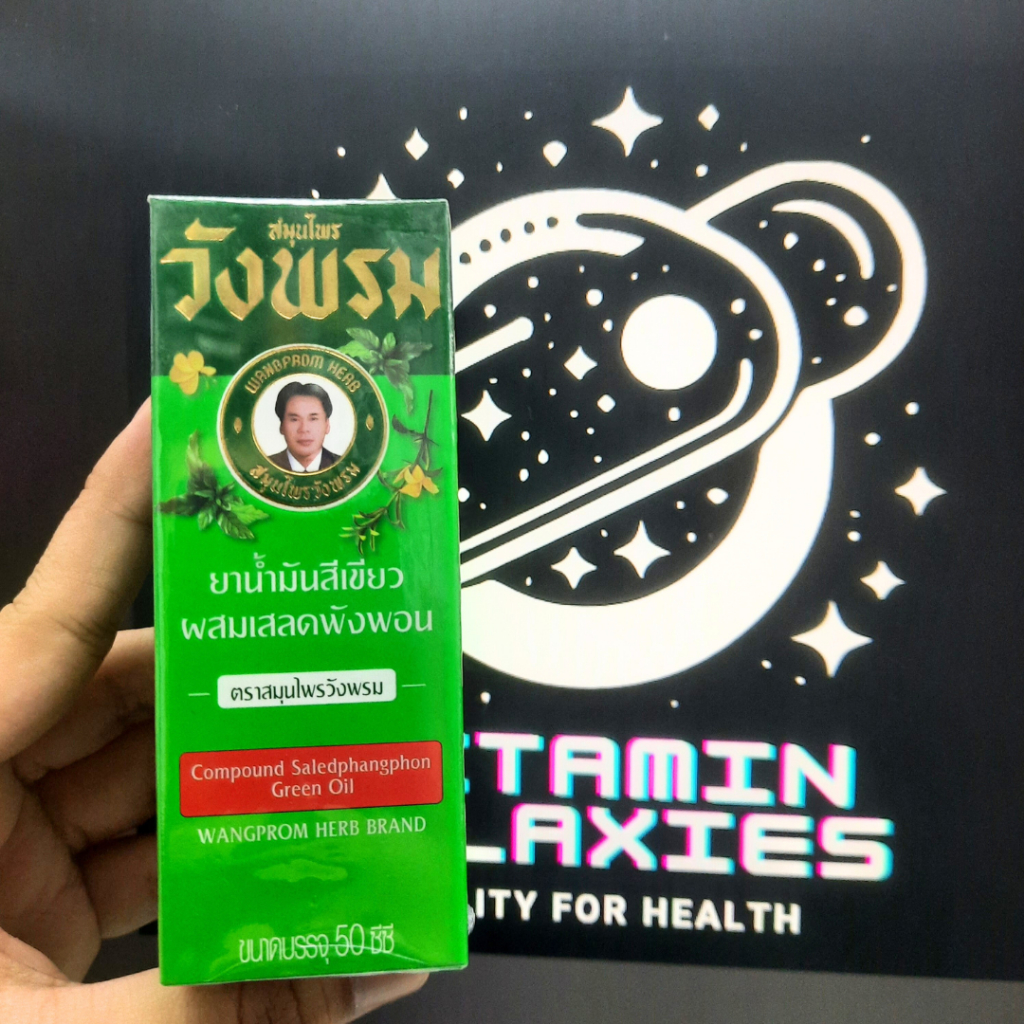 สมุนไพร
วังพรม
WANGPROM HERB
สมุนไพรวังพรม
ยาน้ำมันสีเขียว
ผสมเสลดพังพอน
ตราสมุนไพรวังพรม
Compound Saledphangphon
Green Oil
WANGPROM HERB BRAND
ขนาดบรรจุ 50 ซีซี
ITAMIN
LAXIES
ITY FOR HEALTH